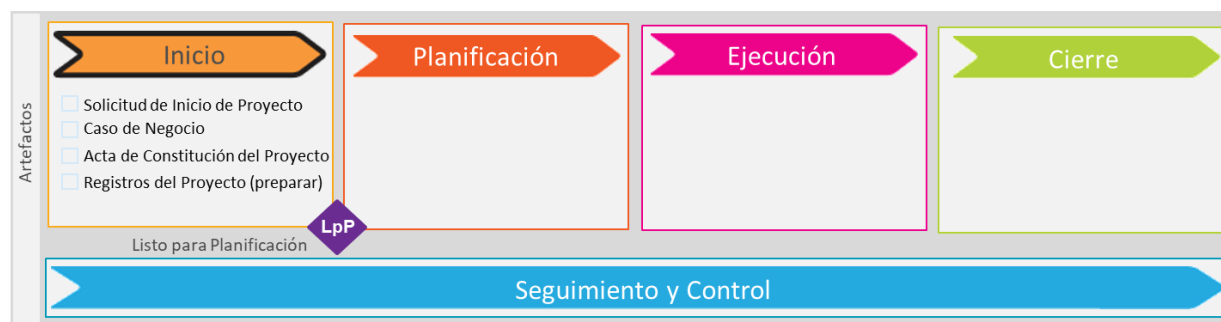 Inicio
Planificación
Ejecución
Cierre
Artefactos
Solicitud de Inicio de Proyecto
Caso de Negocio
Acta de Constitución del Proyecto
Registros del Proyecto (preparar)
LpP
Listo para Planificación
Seguimiento y Control